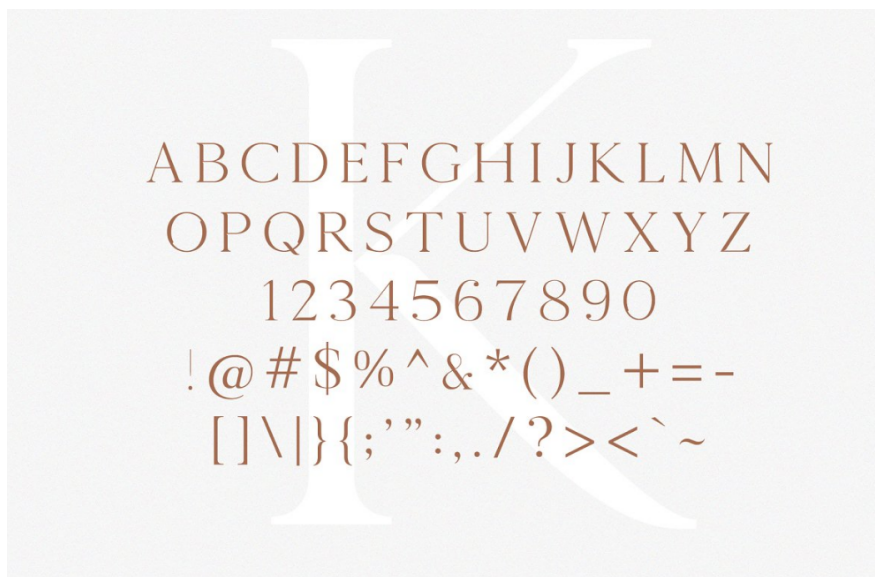 K
ABCDEFGHIJKLMN
OPQRSTUVWXYZ
1234567890
!@#$%^&*()_+=-
[]\|}{;’”:,./?><`~